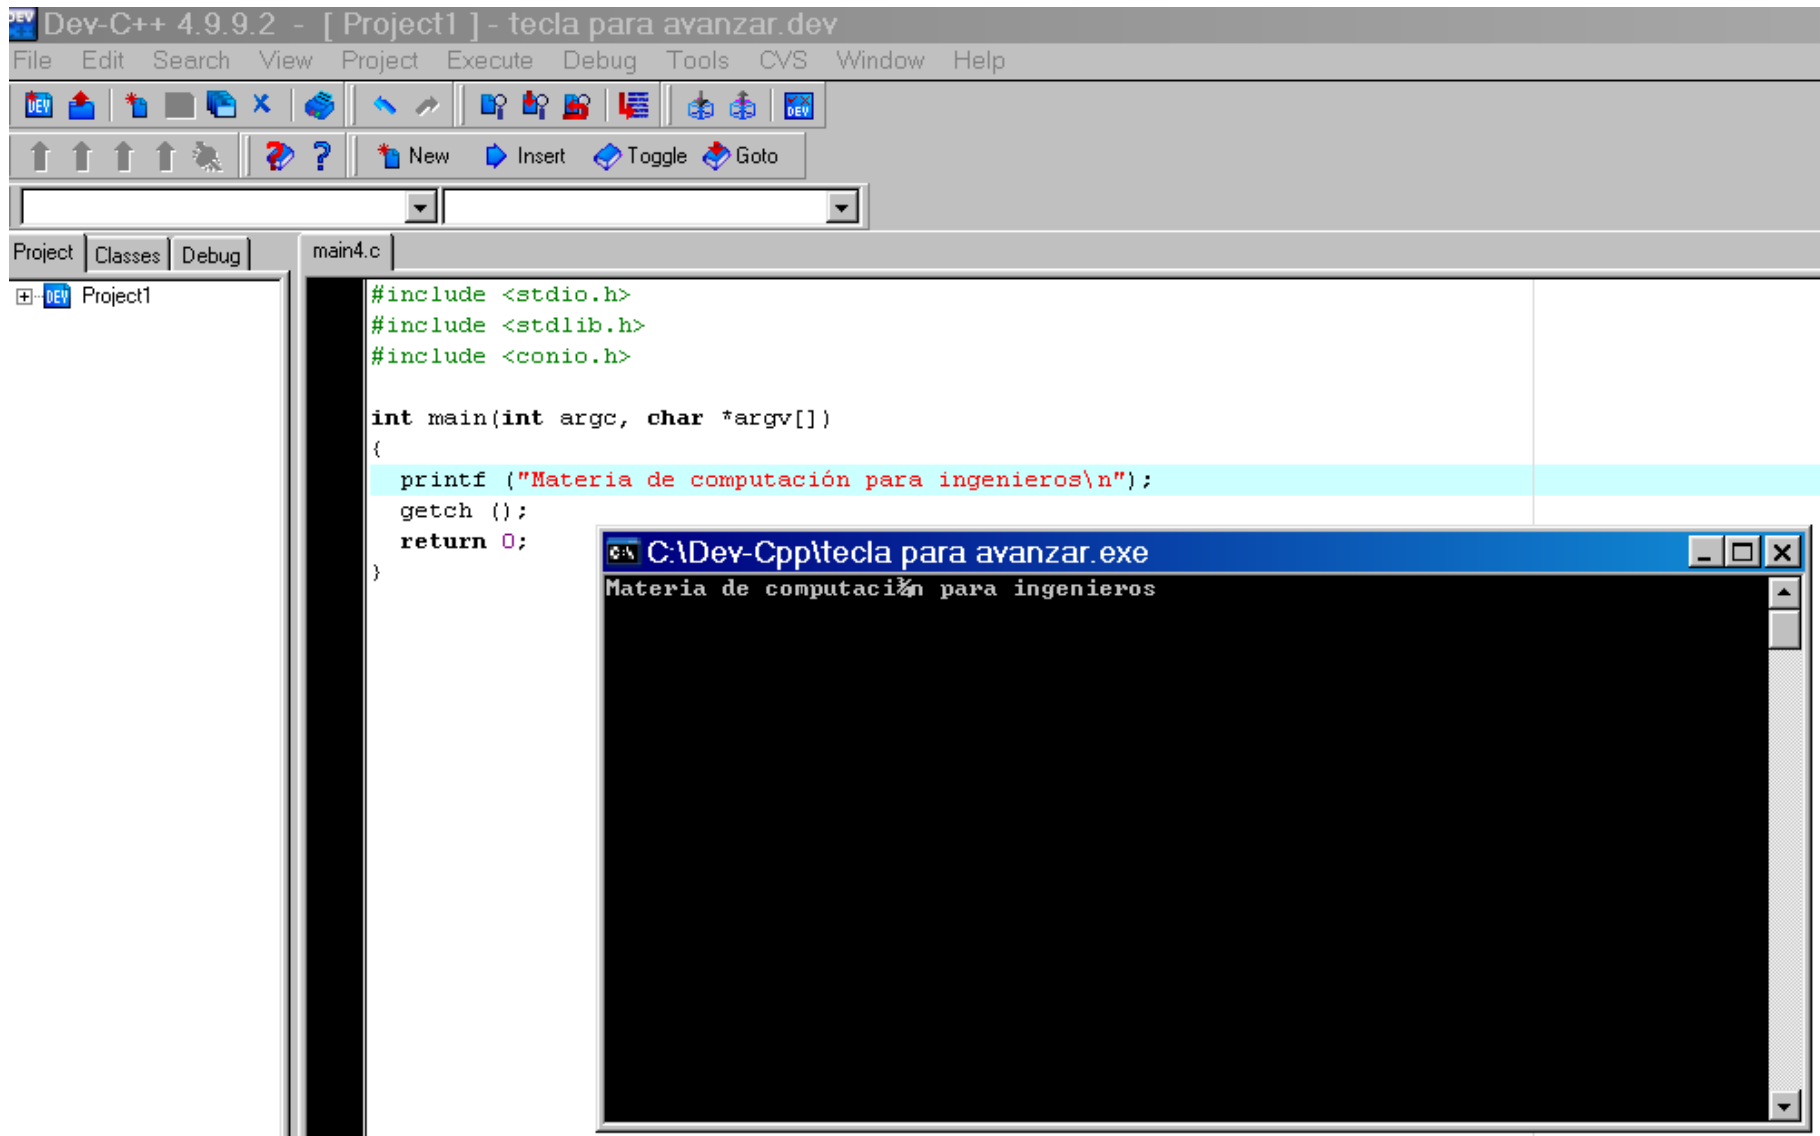 Dev-C++ 4.9.9.2 - [ Project1 ] - tecla para avanzar.dev
File Edit Search View Project Execute Debug Tools CVS Window Help
New Insert Toggle Goto
Project Classes Debug main4.c
Project1
#include <stdio.h>
#include <stdlib.h>
#include <conio.h>
int main(int argc, char *argv[])
{
printf ("Materia de computación para ingenieros\n");
getch ();
return 0;
}
C:\Dev-Cpp\tecla para avanzar.exe
Materia de computaci¾n para ingenieros